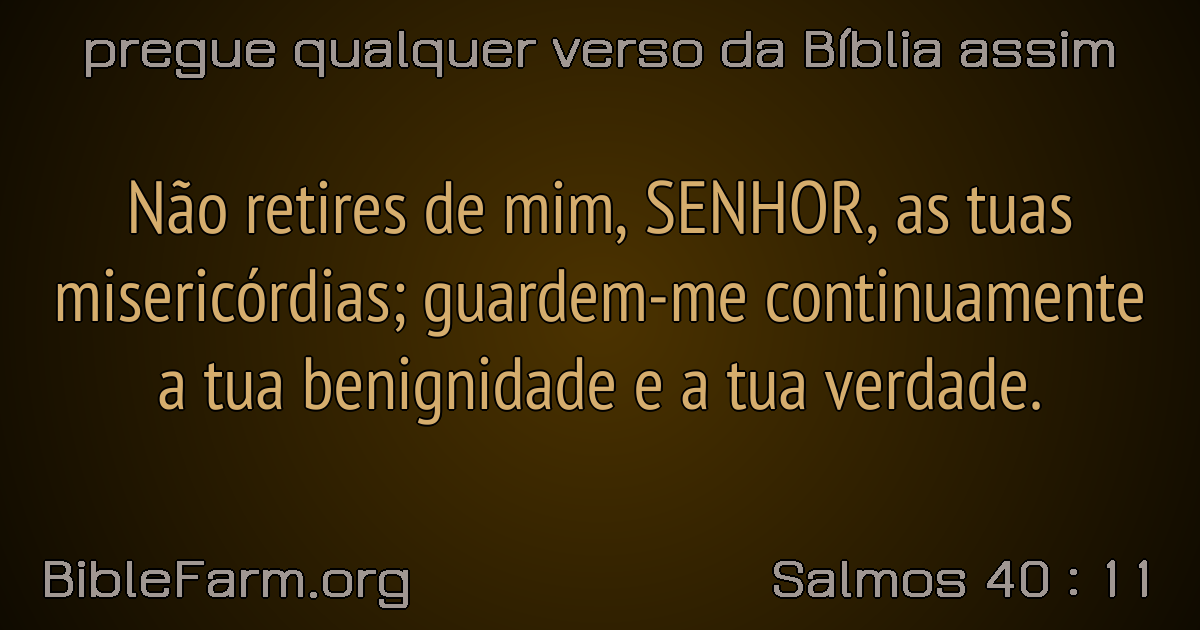 pregue qualquer verso da Bíblia assim
Não retires de mim, SENHOR, as tuas
misericórdias; guardem-me continuamente
a tua benignidade e a tua verdade.
BibleFarm.org
Salmos 40 : 11